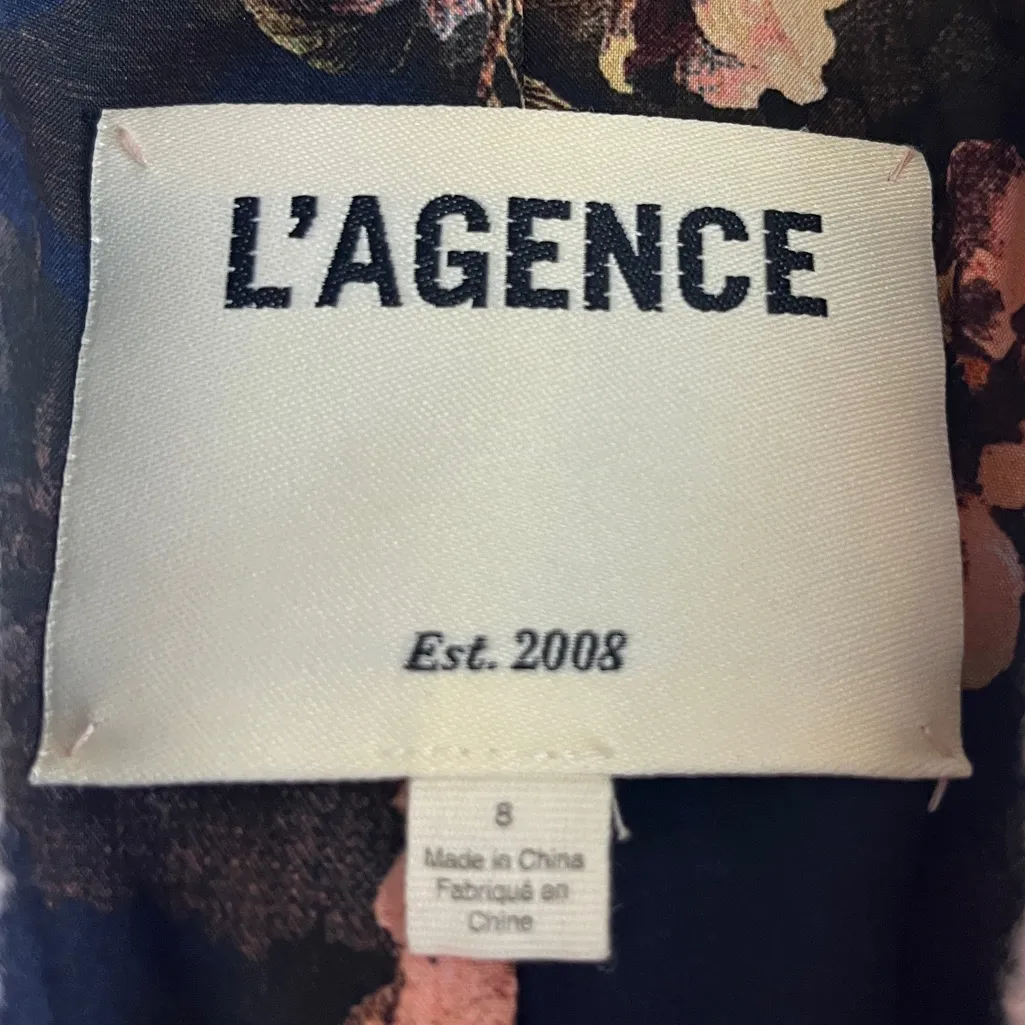 L'AGENCE
Est. 2008
8
Made in China
Fabriqué en
Chine